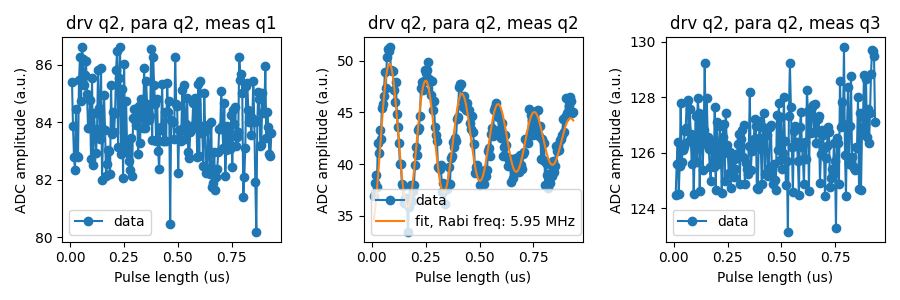 drv q2, para q2, meas q1
ADC amplitude (a.u.)
86
84
82
80
data
0.00
0.25
0.50
0.75
Pulse length (us)
drv q2, para q2, meas q2
ADC amplitude (a.u.)
50
45
40
35
data
fit, Rabi freq: 5.95 MHz
0.00
0.25
0.50
0.75
Pulse length (us)
drv q2, para q2, meas q3
ADC amplitude (a.u.)
130
128
126
124
data
0.00
0.25
0.50
0.75
Pulse length (us)